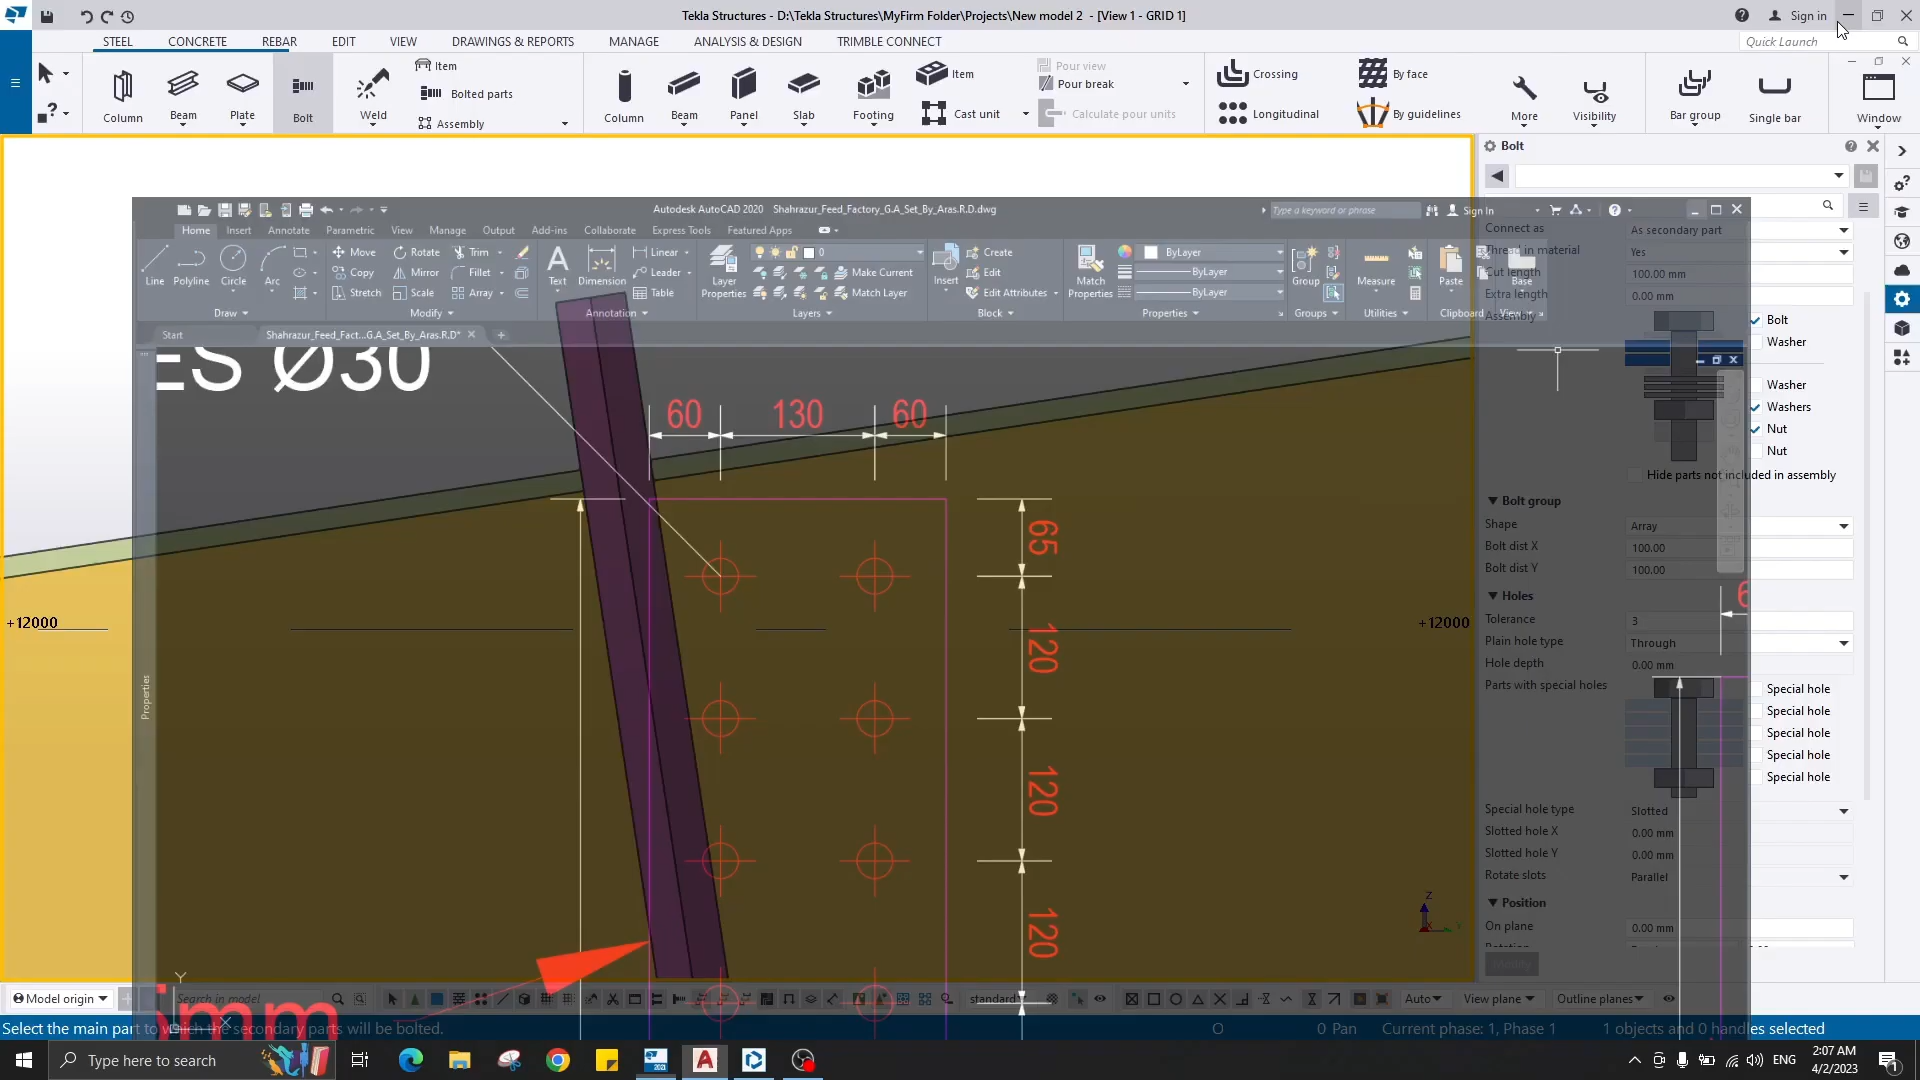 Tekla Structures - D:\Tekla Structures\MyFirm Folder\Projects\New model 2 - [View 1 - GRID 1]
Sign in
STEEL CONCRETE REBAR EDIT VIEW DRAWINGS & REPORTS MANAGE ANALYSIS & DESIGN TRIMBLE CONNECT
Quick Launch
Column Beam Plate Bolt Weld
Item
Bolted parts
Assembly
Column Beam Panel Slab Footing
Item
Cast unit
Pour view
Pour break
Calculate pour units
Crossing
Longitudinal
By face
By guidelines
More Visibility Bar group Single bar Window
Bolt
Autodesk AutoCAD 2020 Shahrazur_Feed_Factory_G.A_Set_By_Aras.R.D.dwg
Type a keyword or phrase
Sign In
Home Insert Annotate Parametric View Manage Output Add-ins Collaborate Express Tools Featured Apps
Line Polyline Circle Arc
Move Rotate Trim
Copy Mirror Fillet
Stretch Scale Array
Text Dimension
Linear
Leader
Table
Layer Properties
0
Make Current
Match Layer
Insert
Create
Edit
Edit Attributes
Match Properties
ByLayer
ByLayer
ByLayer
Group Measure Paste Base
Draw Modify Annotation Layers Block Properties Groups Utilities Clipboard View
Start Shahrazur_Feed_Fact...G.A_Set_By_Aras.R.D*
Connect as As secondary part
Thread in material Yes
Cut length 100.00 mm
Extra length 0.00 mm
Assembly
Bolt
Washer
Washer
Washers
Nut
Nut
Hide parts not included in assembly
Bolt group
Shape Array
Bolt dist X 100.00
Bolt dist Y 100.00
Holes
Tolerance 3
Plain hole type Through
Hole depth 0.00 mm
Parts with special holes
Special hole
Special hole
Special hole
Special hole
Special hole
Special hole type Slotted
Slotted hole X 0.00 mm
Slotted hole Y 0.00 mm
Rotate slots Parallel
Position
On plane 0.00 mm
Modify
ES Ø30
60 130 60
65
120
120
120
6
+12000
+12000
Properties
Z
Y
X
mm
Model origin
Search in model
standard
Auto
View plane
Outline planes
Select the main part to which the secondary parts will be bolted.
O
0 Pan
Current phase: 1, Phase 1
1 objects and 0 handles selected
Type here to search
2021
ENG
2:07 AM
4/2/2023
1